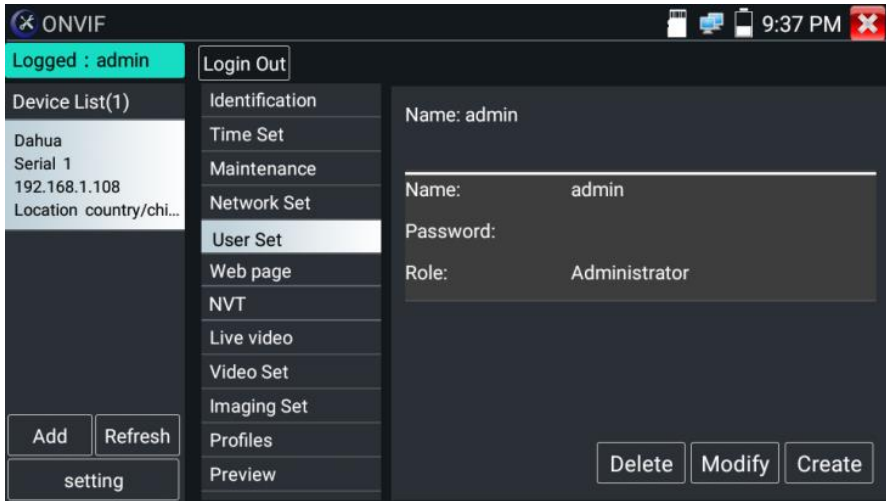 ONVIF
9:37 PM
Logged : admin
Login Out
Device List(1)
Dahua
Serial 1
192.168.1.108
Location country/chi...
Add
Refresh
setting
Identification
Time Set
Maintenance
Network Set
User Set
Web page
NVT
Live video
Video Set
Imaging Set
Profiles
Preview
Name: admin
Name: admin
Password:
Role: Administrator
Delete
Modify
Create